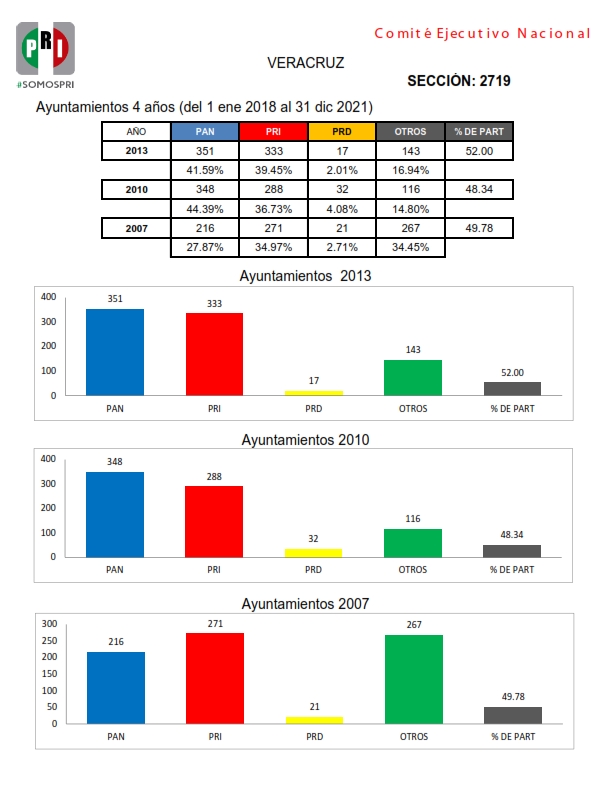 Comité Ejecutivo Nacional
PRI
#SOMOSPRI
VERACRUZ
SECCIÓN: 2719
Ayuntamientos 4 años (del 1 ene 2018 al 31 dic 2021)
AÑO PAN PRI PRD OTROS % DE PART
2013 351 333 17 143 52.00
41.59% 39.45% 2.01% 16.94%
2010 348 288 32 116 48.34
44.39% 36.73% 4.08% 14.80%
2007 216 271 21 267 49.78
27.87% 34.97% 2.71% 34.45%
Ayuntamientos 2013
400
300
200
100
0
351 333 17 143 52.00
PAN PRI PRD OTROS % DE PART
Ayuntamientos 2010
400
300
200
100
0
348 288 32 116 48.34
PAN PRI PRD OTROS % DE PART
Ayuntamientos 2007
300
250
200
150
100
50
0
216 271 21 267 49.78
PAN PRI PRD OTROS % DE PART